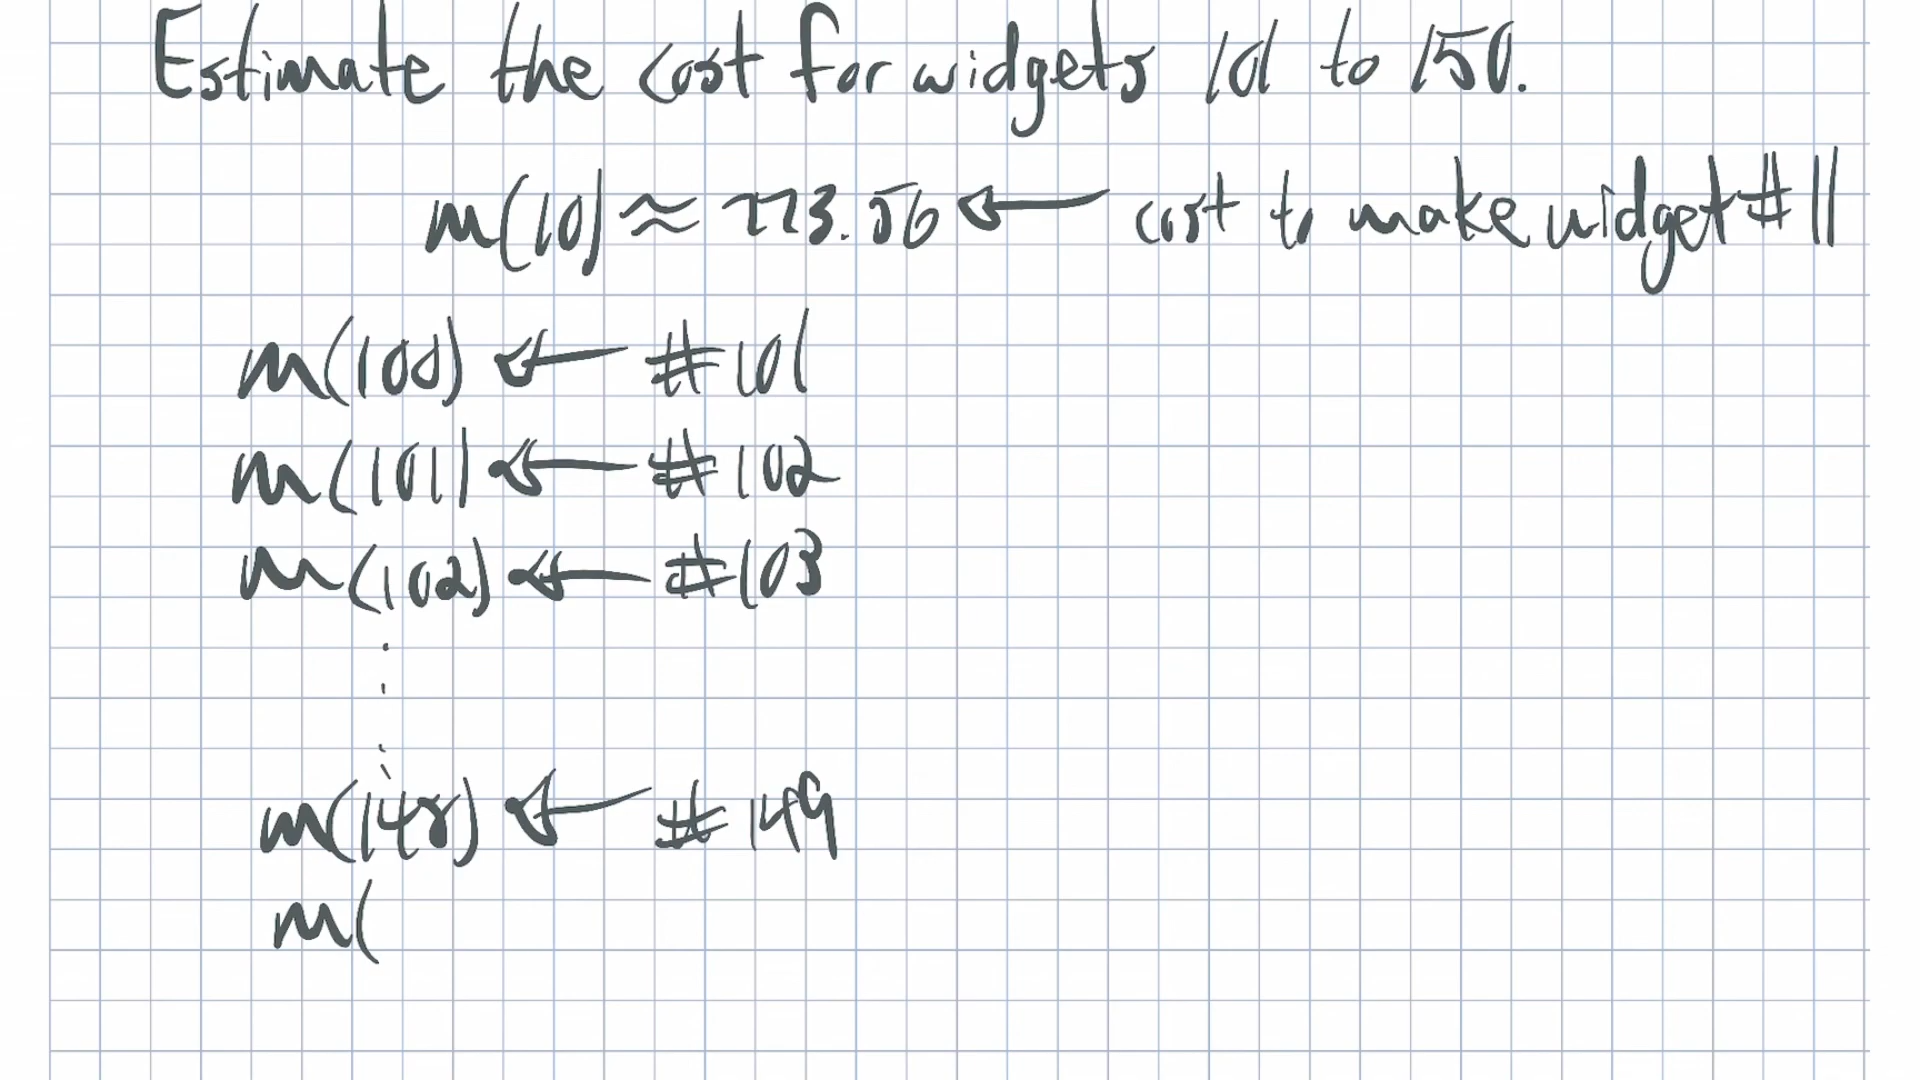 Estimate the cost for widgets 101 to 150.
m(10) ≈ 223.56 ← cost to make widget #11
m(100) ← #101
m(101) ← #102
m(102) ← #103
⋮
m(148) ← #149
m(